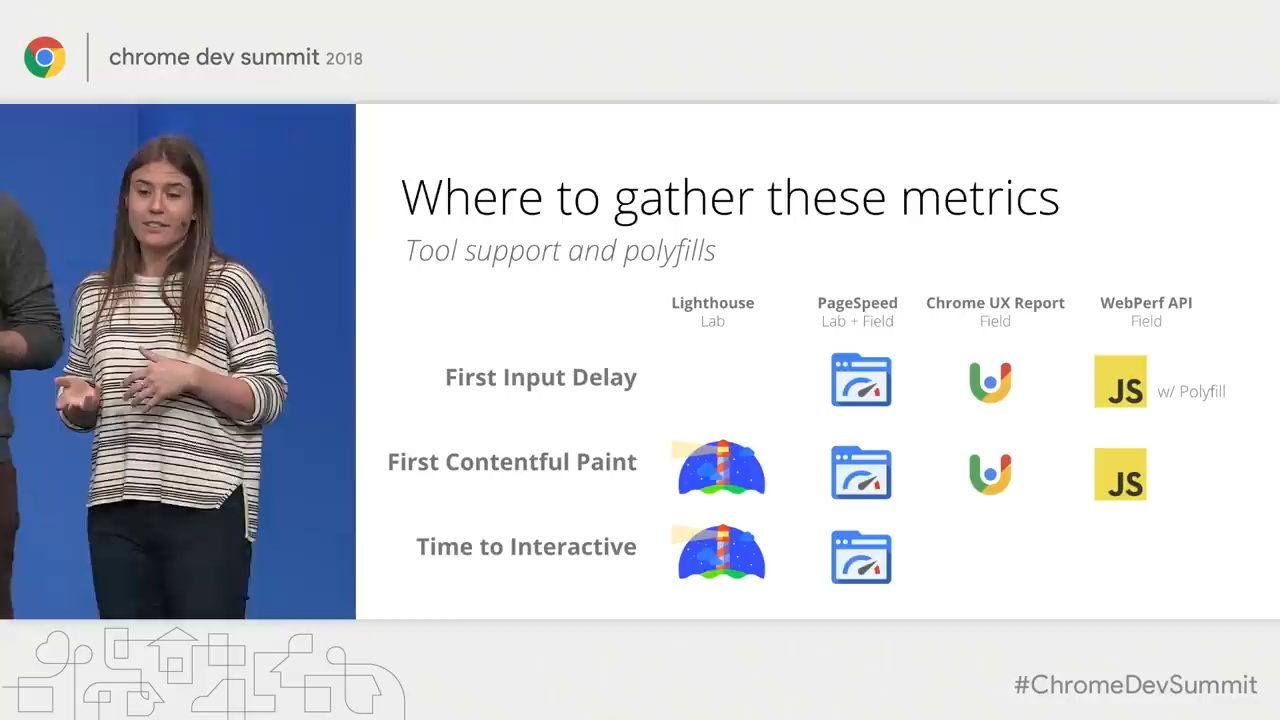 chrome dev summit 2018
Where to gather these metrics
Tool support and polyfills
Lighthouse PageSpeed Chrome UX Report WebPerf API
Lab Lab + Field Field Field
First Input Delay JS w/ Polyfill
First Contentful Paint JS
Time to Interactive
#ChromeDevSummit